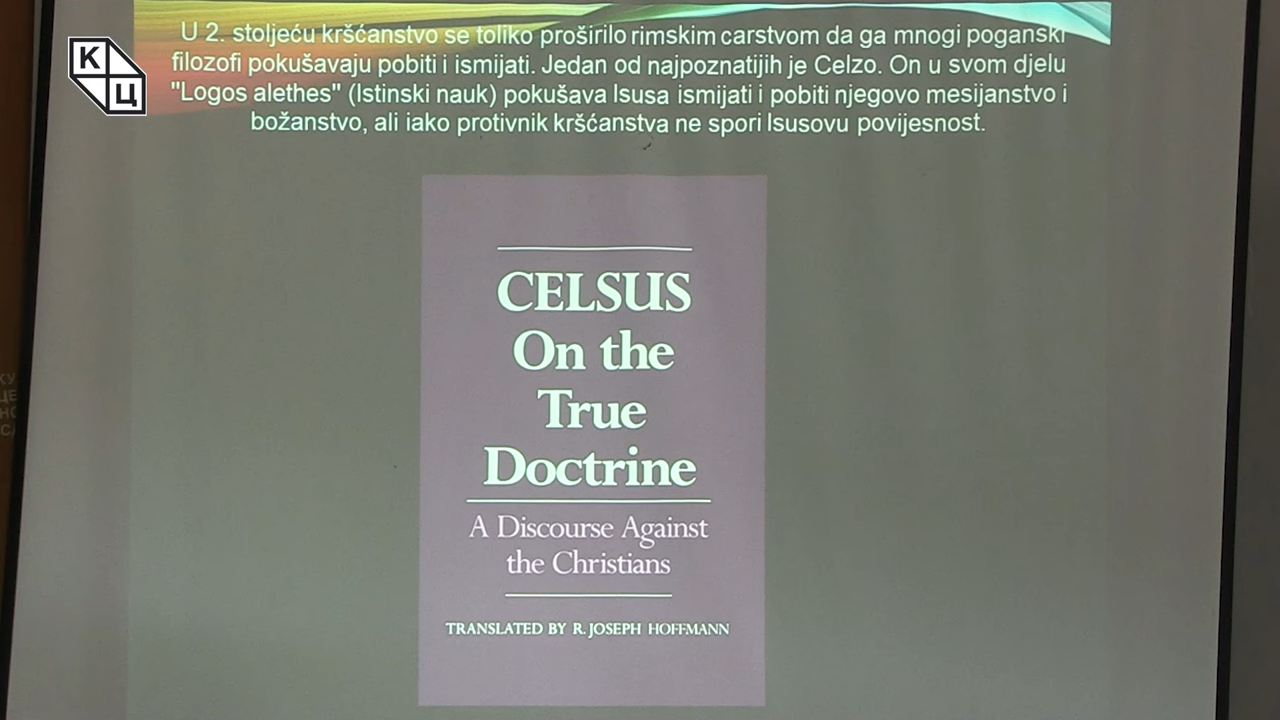 U 2. stoljeću kršćanstvo se toliko proširilo rimskim carstvom da ga mnogi poganski
filozofi pokušavaju pobiti i ismijati. Jedan od najpoznatijih je Celzo. On u svom djelu
"Logos alethes" (Istinski nauk) pokušava Isusa ismijati i pobiti njegovo mesijanstvo i
božanstvo, ali iako protivnik kršćanstva ne spori Isusovu povijesnost.
К
Ц
CELSUS
On the
True
Doctrine
A Discourse Against
the Christians
TRANSLATED BY R. JOSEPH HOFFMANN